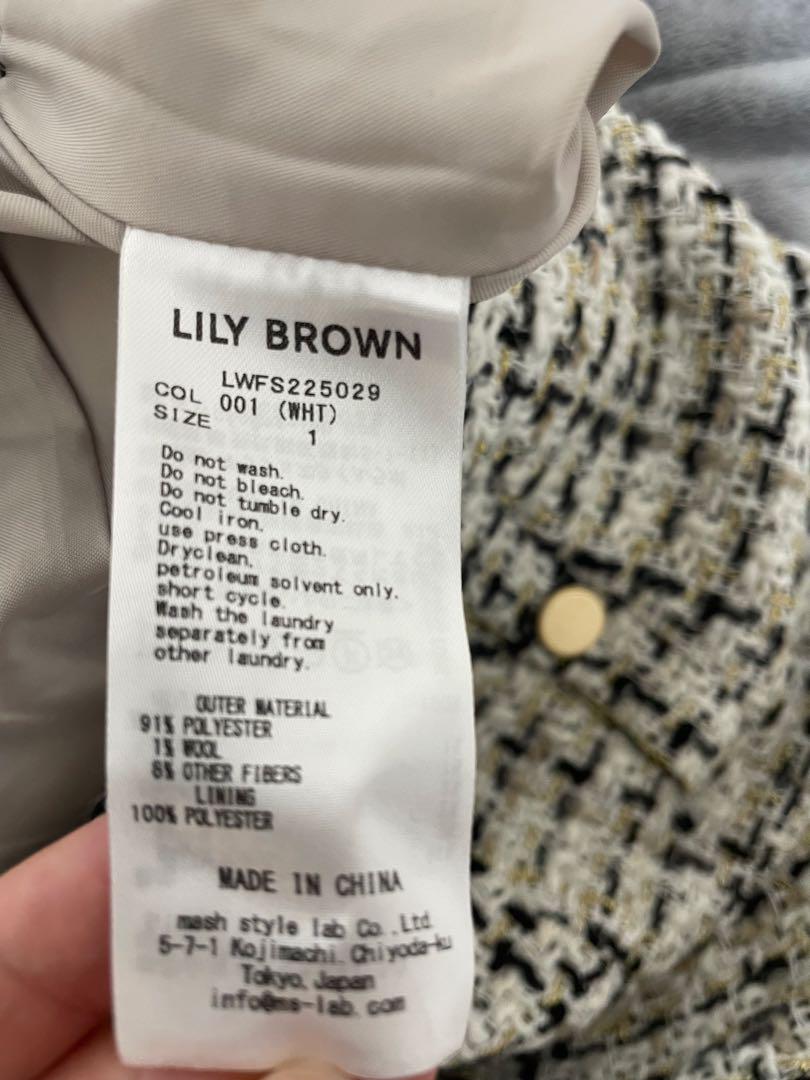 LILY BROWN
LWFS225029
COL 001 (WHT)
SIZE 1
Do not wash.
Do not bleach.
Do not tumble dry.
Cool iron.
use press cloth.
Dryclean.
petroleum solvent only.
short cycle.
Wash the laundry
separately from
other laundry.
OUTER MATERIAL
91% POLYESTER
1% WOOL
8% OTHER FIBERS
LINING
100% POLYESTER
MADE IN CHINA
mash style lab Co.,Ltd.
5-7-1 Kojimachi.Chiyoda-ku
Tokyo.Japan
info@ms-lab.com